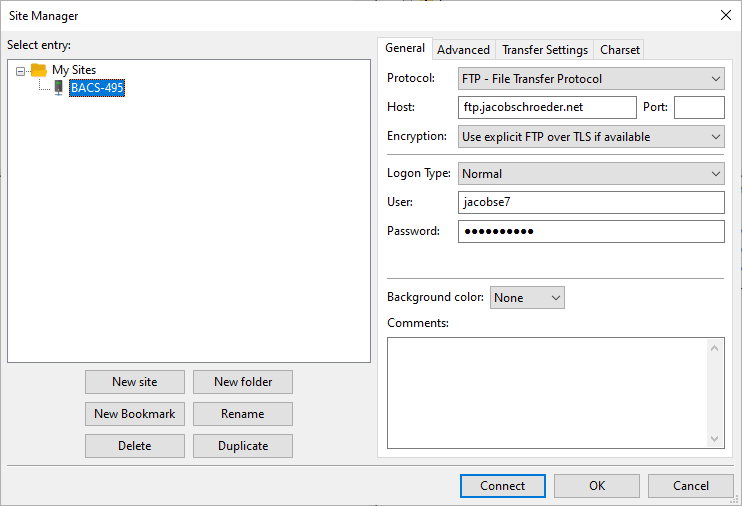 Site Manager
Select entry:
My Sites
BACS-495
New site
New folder
New Bookmark
Rename
Delete
Duplicate
General
Advanced
Transfer Settings
Charset
Protocol:
FTP - File Transfer Protocol
Host:
ftp.jacobschroeder.net
Port:
Encryption:
Use explicit FTP over TLS if available
Logon Type:
Normal
User:
jacobse7
Password:
●●●●●●●●●●
Background color:
None
Comments:
Connect
OK
Cancel